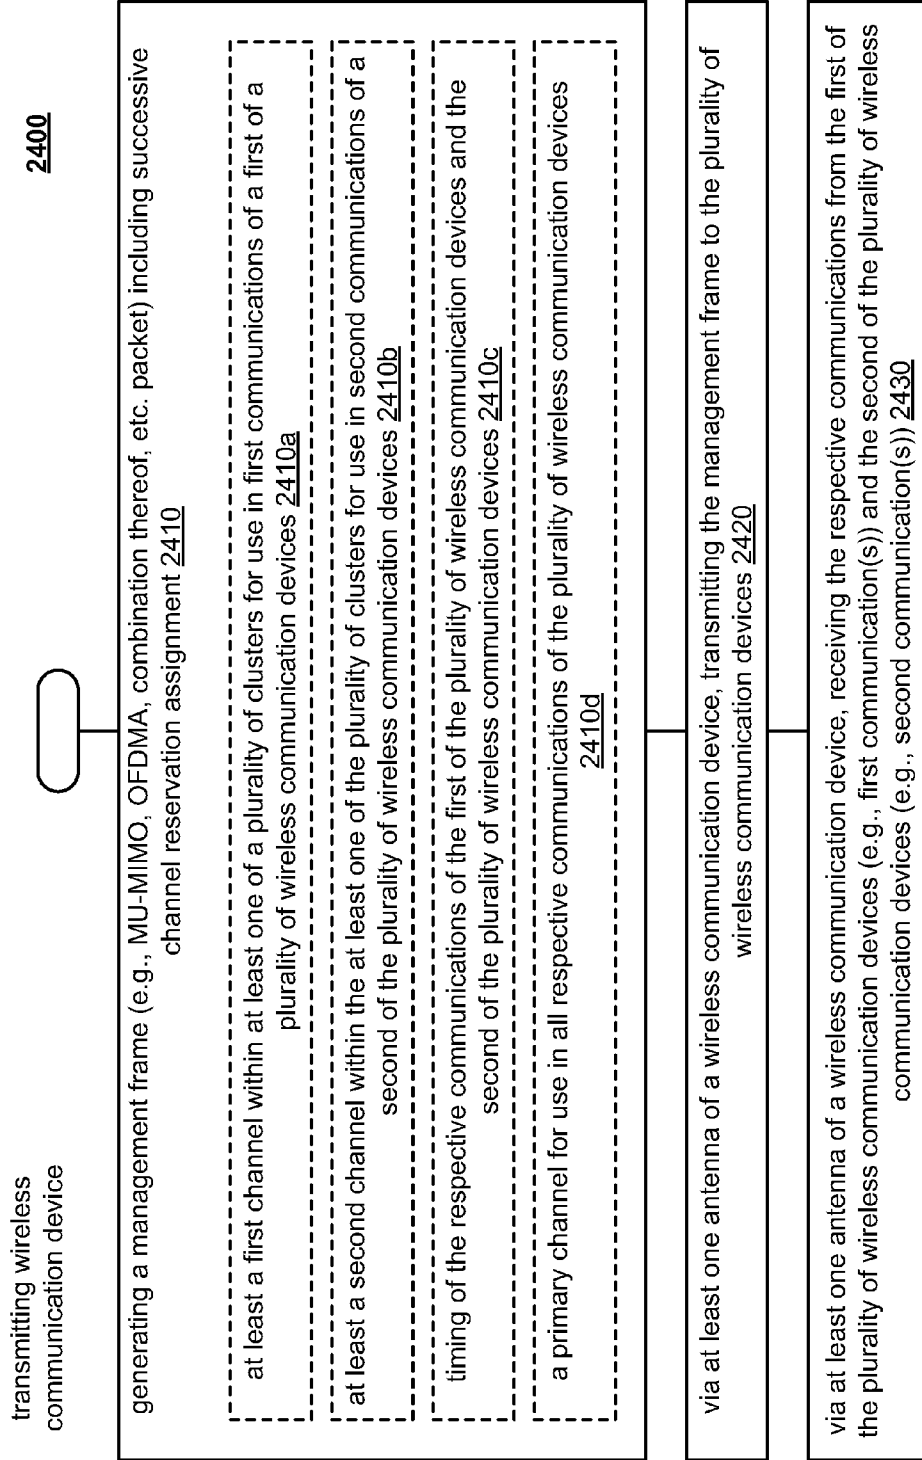 transmitting wireless
communication device
2400
generating a management frame (e.g., MU-MIMO, OFDMA, combination thereof, etc. packet) including successive
channel reservation assignment 2410
at least a first channel within at least one of a plurality of clusters for use in first communications of a first of a
plurality of wireless communication devices 2410a
at least a second channel within the at least one of the plurality of clusters for use in second communications of a
second of the plurality of wireless communication devices 2410b
timing of the respective communications of the first of the plurality of wireless communication devices and the
second of the plurality of wireless communication devices 2410c
a primary channel for use in all respective communications of the plurality of wireless communication devices
2410d
via at least one antenna of a wireless communication device, transmitting the management frame to the plurality of
wireless communication devices 2420
via at least one antenna of a wireless communication device, receiving the respective communications from the first of
the plurality of wireless communication devices (e.g., first communication(s)) and the second of the plurality of wireless
communication devices (e.g., second communication(s)) 2430